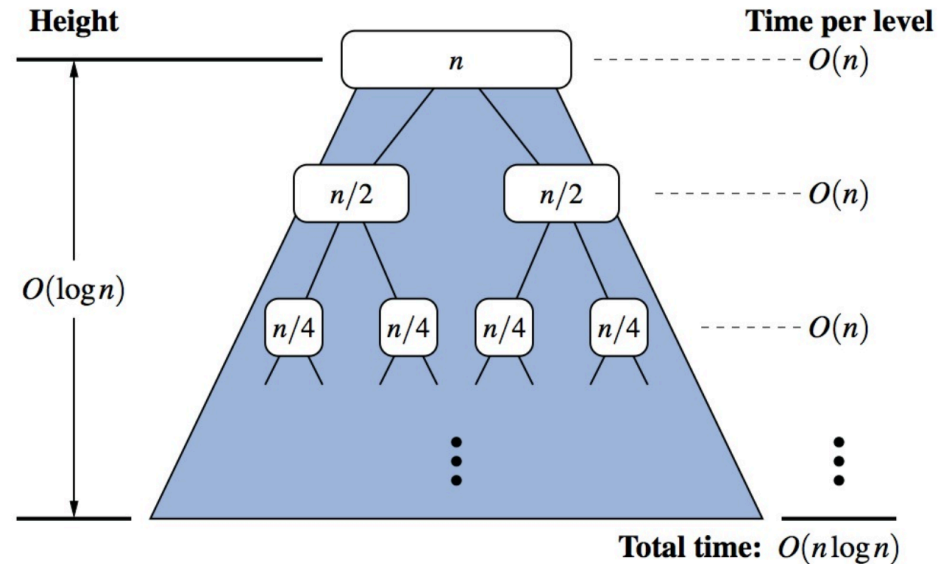 Height
Time per level
n
O(n)
n/2 n/2
O(n)
O(log n)
n/4 n/4 n/4 n/4
O(n)
Total time: O(n log n)